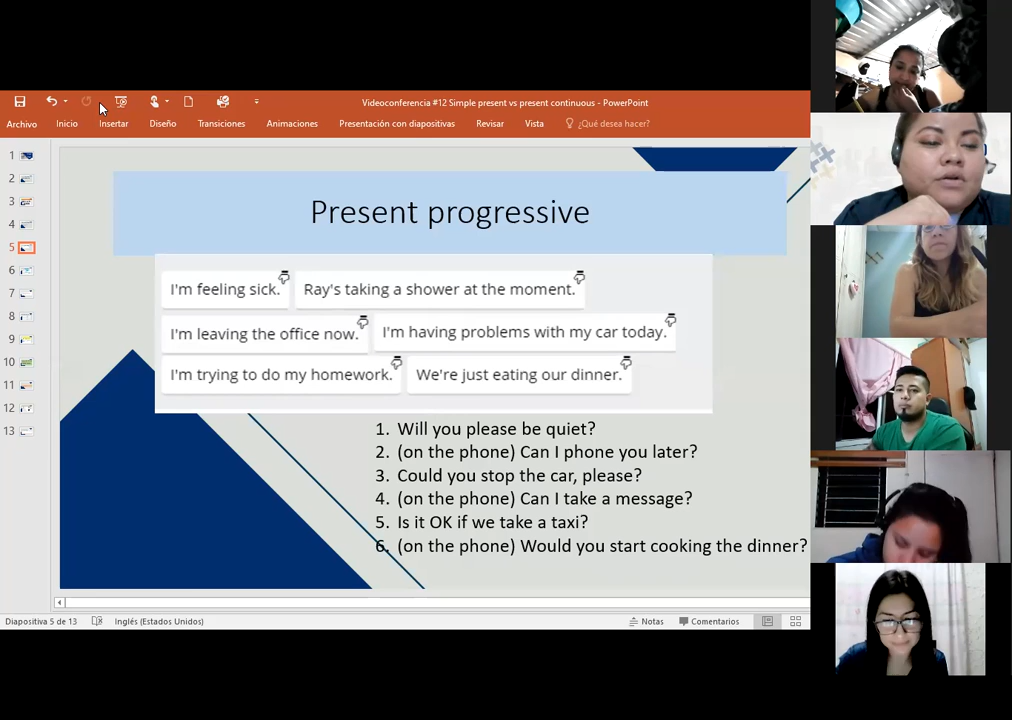 Videoconferencia #12 Simple present vs present continuous - PowerPoint
Archivo Inicio Insertar Diseño Transiciones Animaciones Presentación con diapositivas Revisar Vista ¿Qué desea hacer?
1
2
3
4
5
6
7
8
9
10
11
12
13
Present progressive
I'm feeling sick. Ray's taking a shower at the moment.
I'm leaving the office now. I'm having problems with my car today.
I'm trying to do my homework. We're just eating our dinner.
1. Will you please be quiet?
2. (on the phone) Can I phone you later?
3. Could you stop the car, please?
4. (on the phone) Can I take a message?
5. Is it OK if we take a taxi?
6. (on the phone) Would you start cooking the dinner?
Diapositiva 5 de 13 Inglés (Estados Unidos) Notas Comentarios